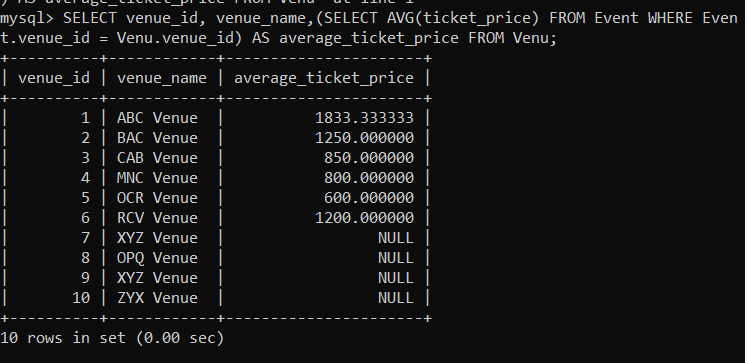 ) AS average_ticket_price FROM Venu' at line 1
mysql> SELECT venue_id, venue_name,(SELECT AVG(ticket_price) FROM Event WHERE Even
t.venue_id = Venu.venue_id) AS average_ticket_price FROM Venu;
+----------+------------+----------------------+
| venue_id | venue_name | average_ticket_price |
+----------+------------+----------------------+
|        1 | ABC Venue  |          1833.333333 |
|        2 | BAC Venue  |          1250.000000 |
|        3 | CAB Venue  |           850.000000 |
|        4 | MNC Venue  |           800.000000 |
|        5 | OCR Venue  |           600.000000 |
|        6 | RCV Venue  |          1200.000000 |
|        7 | XYZ Venue  |                 NULL |
|        8 | OPQ Venue  |                 NULL |
|        9 | XYZ Venue  |                 NULL |
|       10 | ZYX Venue  |                 NULL |
+----------+------------+----------------------+
10 rows in set (0.00 sec)